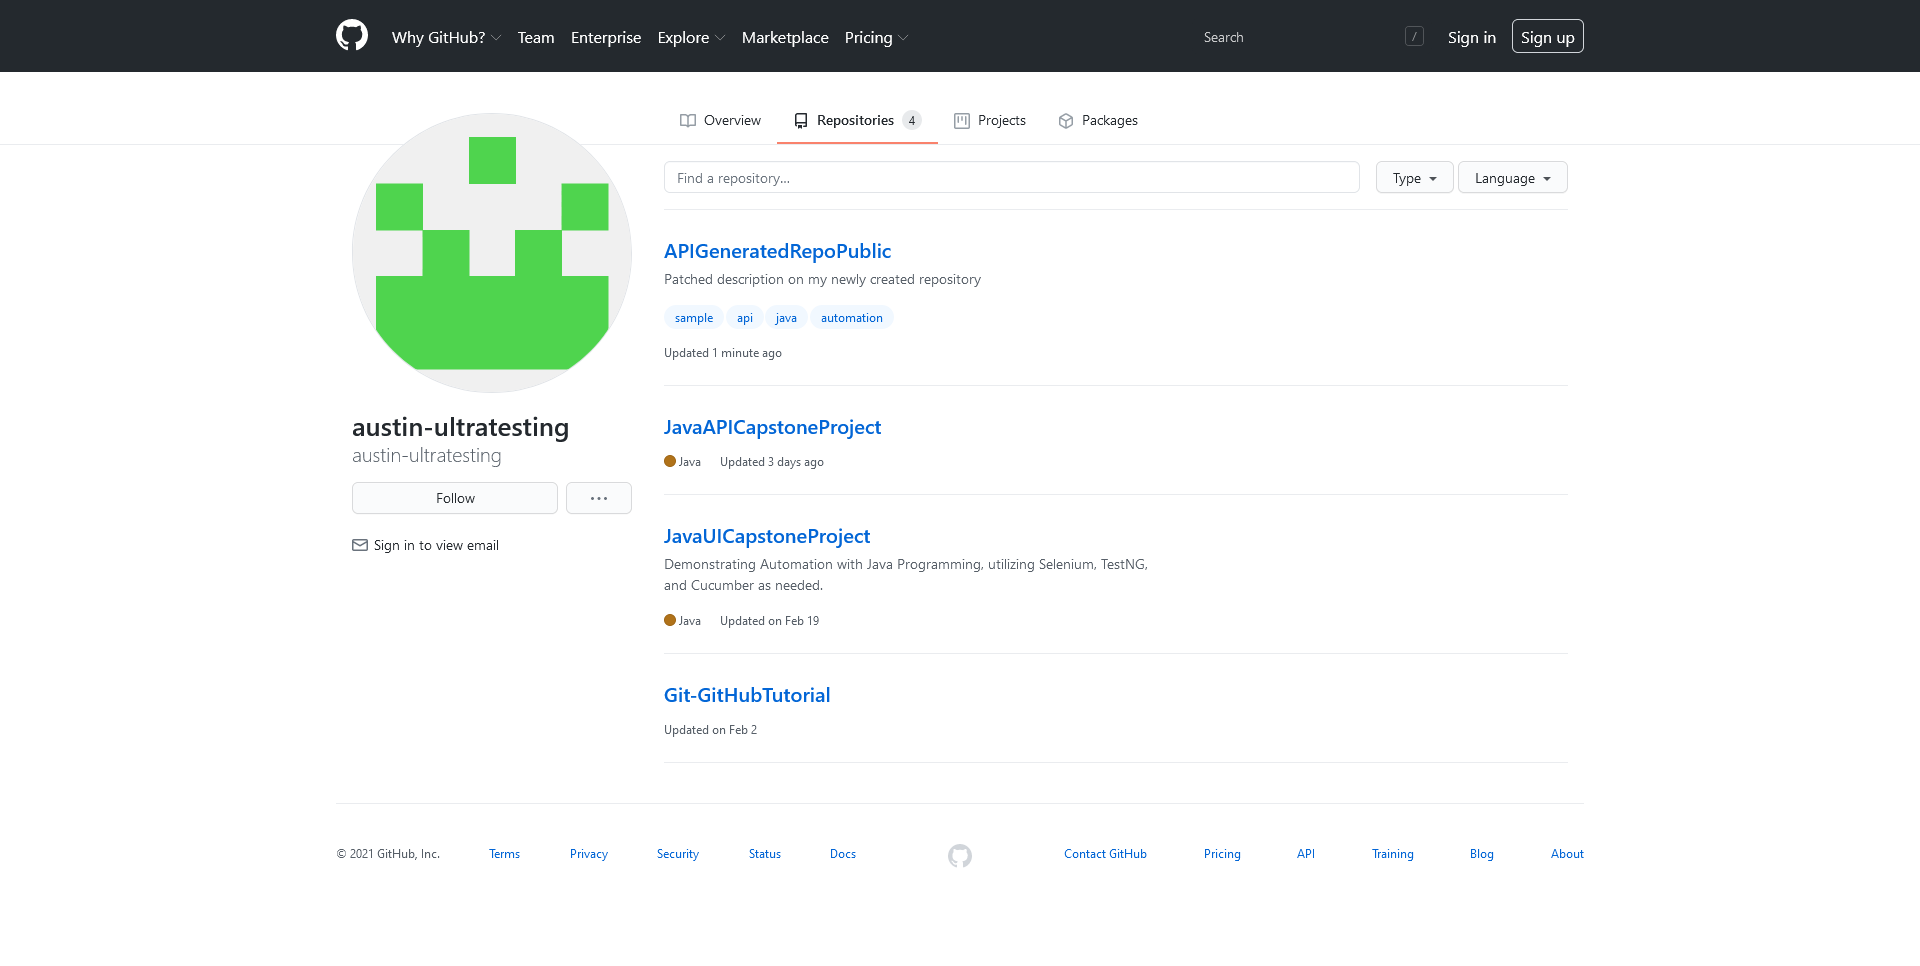 Why GitHub? Team Enterprise Explore Marketplace Pricing Search / Sign in Sign up
Overview Repositories 4 Projects Packages
Find a repository... Type Language
APIGeneratedRepoPublic
Patched description on my newly created repository
sample api java automation
Updated 1 minute ago
austin-ultratesting
austin-ultratesting
Follow ...
Sign in to view email
JavaAPICapstoneProject
Java Updated 3 days ago
JavaUICapstoneProject
Demonstrating Automation with Java Programming, utilizing Selenium, TestNG,
and Cucumber as needed.
Java Updated on Feb 19
Git-GitHubTutorial
Updated on Feb 2
© 2021 GitHub, Inc. Terms Privacy Security Status Docs Contact GitHub Pricing API Training Blog About